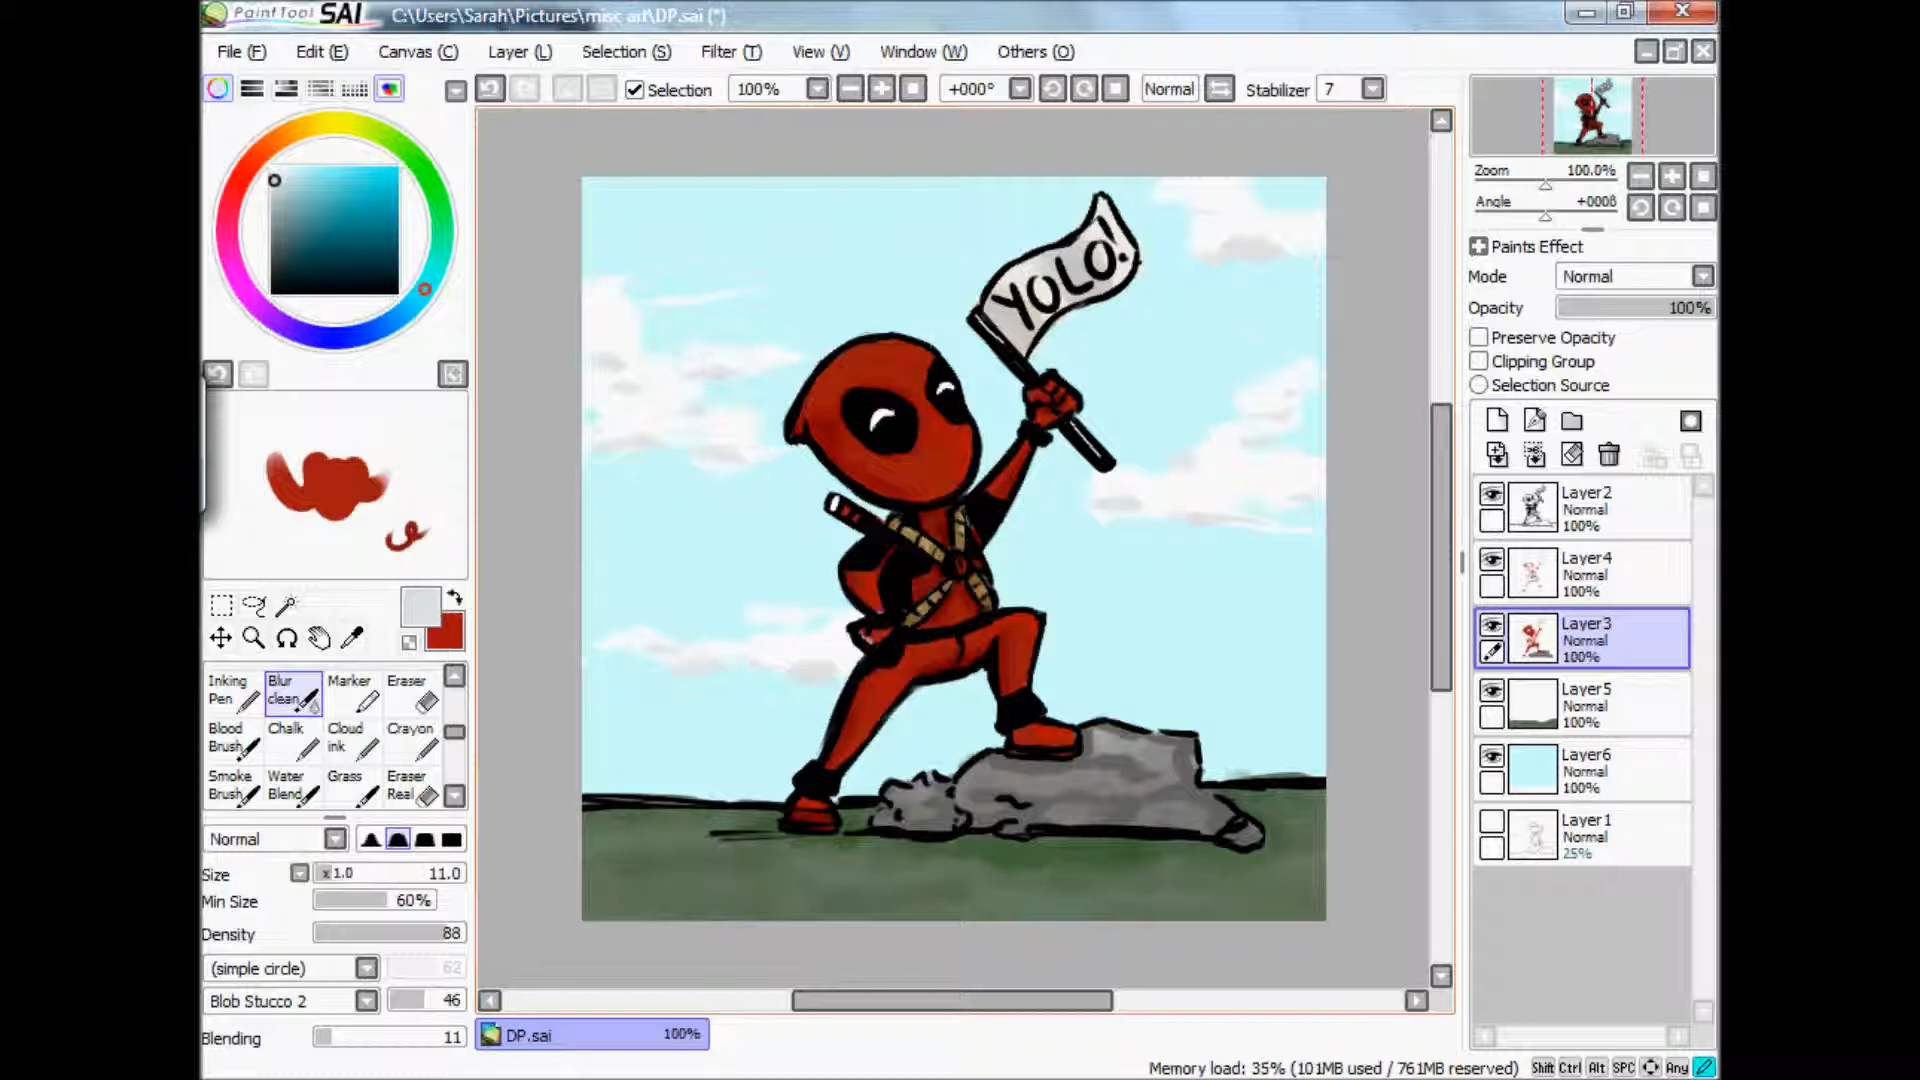 PaintTool SAI C:\Users\Sarah\Pictures\misc art\DP.sai (*)
File (F) Edit (E) Canvas (C) Layer (L) Selection (S) Filter (T) View (V) Window (W) Others (O)
Selection 100% +000° Normal Stabilizer 7
Zoom 100.0%
Angle +000ß
Paints Effect
Mode Normal
Opacity 100%
Preserve Opacity
Clipping Group
Selection Source
YOLO!
Layer2
Normal
100%
Layer4
Normal
100%
Layer3
Normal
100%
Layer5
Normal
100%
Layer6
Normal
100%
Layer1
Normal
25%
Inking Pen Blur clean Marker Eraser
Blood Brush Chalk Cloud ink Crayon
Smoke Brush Water Blend Grass Eraser Real
Normal
Size x1.0 11.0
Min Size 60%
Density 88
(simple circle) 62
Blob Stucco 2 46
Blending 11
DP.sai 100%
Memory load: 35% (101MB used / 761MB reserved) Shift Ctrl Alt SPC Any